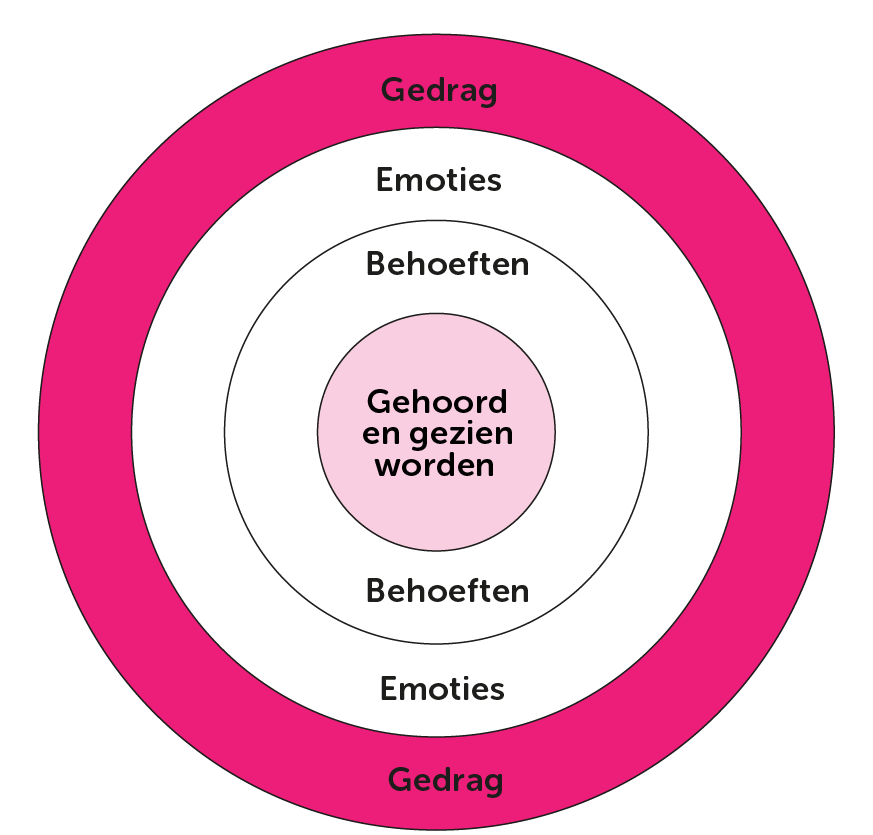 Gedrag
Emoties
Behoeften
Gehoord
en gezien
worden
Behoeften
Emoties
Gedrag